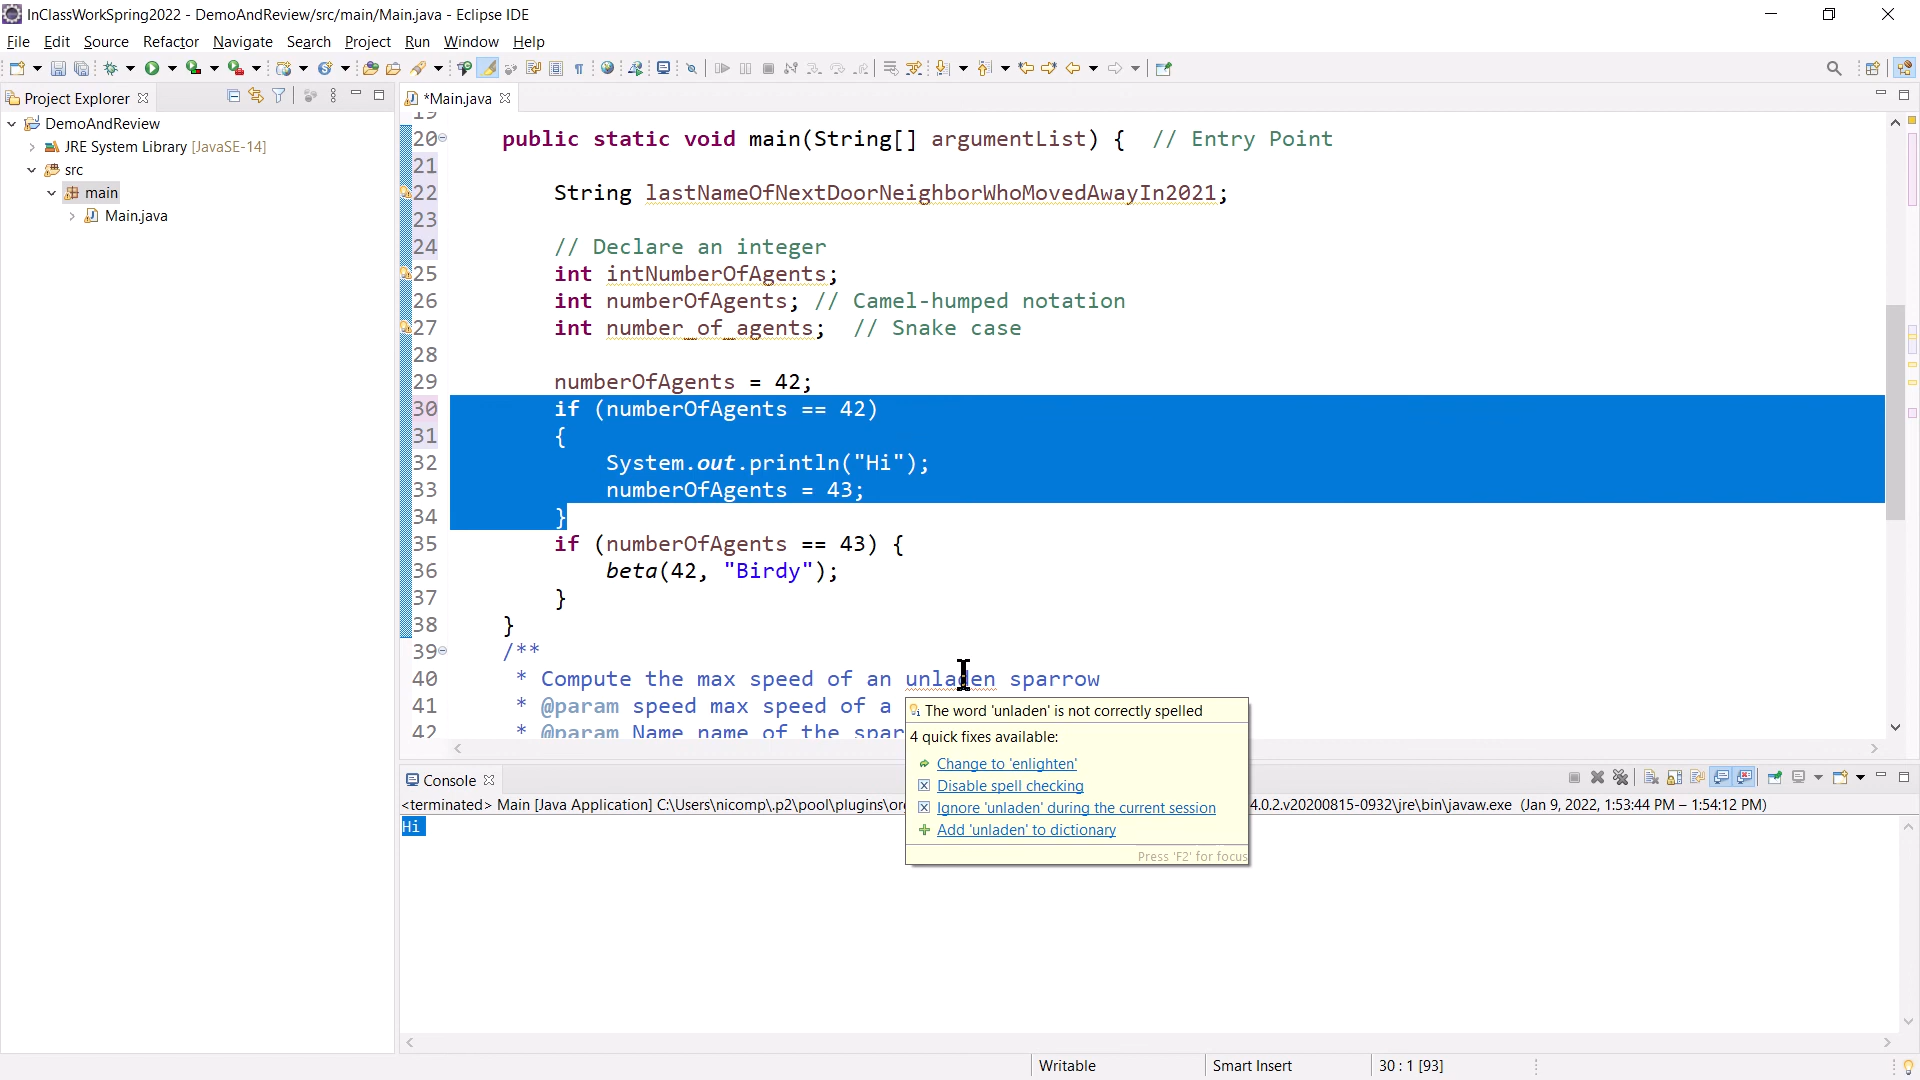 InClassWorkSpring2022 - DemoAndReview/src/main/Main.java - Eclipse IDE
File Edit Source Refactor Navigate Search Project Run Window Help
Project Explorer
DemoAndReview
JRE System Library [JavaSE-14]
src
main
Main.java
*Main.java
19
20 public static void main(String[] argumentList) { // Entry Point
21
22 String lastNameOfNextDoorNeighborWhoMovedAwayIn2021;
23
24 // Declare an integer
25 int intNumberOfAgents;
26 int numberOfAgents; // Camel-humped notation
27 int number_of_agents; // Snake case
28
29 numberOfAgents = 42;
30 if (numberOfAgents == 42)
31 {
32 System.out.println("Hi");
33 numberOfAgents = 43;
34 }
35 if (numberOfAgents == 43) {
36 beta(42, "Birdy");
37 }
38 }
39 /**
40 * Compute the max speed of an unladen sparrow
41 * @param speed max speed of a
42 * @param Name name of the spar
The word 'unladen' is not correctly spelled
4 quick fixes available:
Change to 'enlighten'
Disable spell checking
Ignore 'unladen' during the current session
Add 'unladen' to dictionary
Press 'F2' for focus
Console
<terminated> Main [Java Application] C:\Users\nicomp\.p2\pool\plugins\or 4.0.2.v20200815-0932\jre\bin\javaw.exe (Jan 9, 2022, 1:53:44 PM – 1:54:12 PM)
Hi
Writable
Smart Insert
30 : 1 [93]